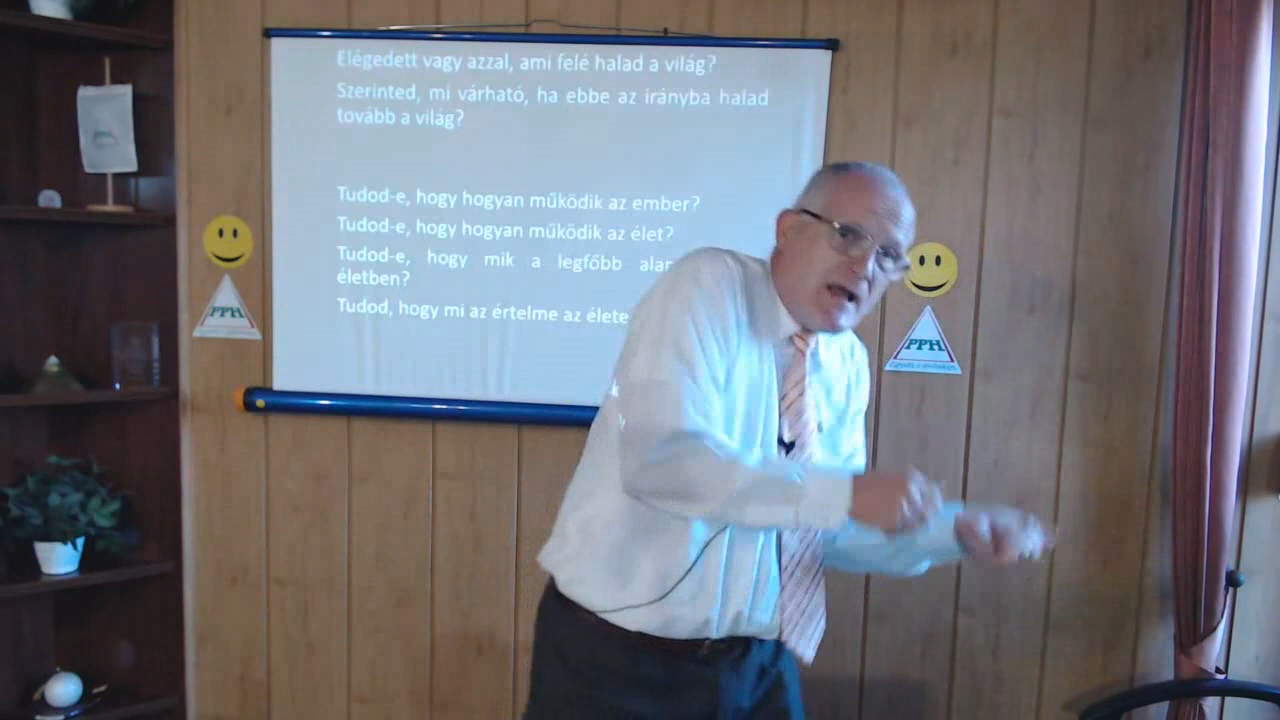 Elégedett vagy azzal, ami felé halad a világ?
Szerinted, mi várható, ha ebbe az irányba halad
tovább a világ?
Tudod-e, hogy hogyan működik az ember?
Tudod-e, hogy hogyan működik az élet?
Tudod-e, hogy mik a legfőbb alap
életben?
Tudod, hogy mi az értelme az élete
PPH
PPH